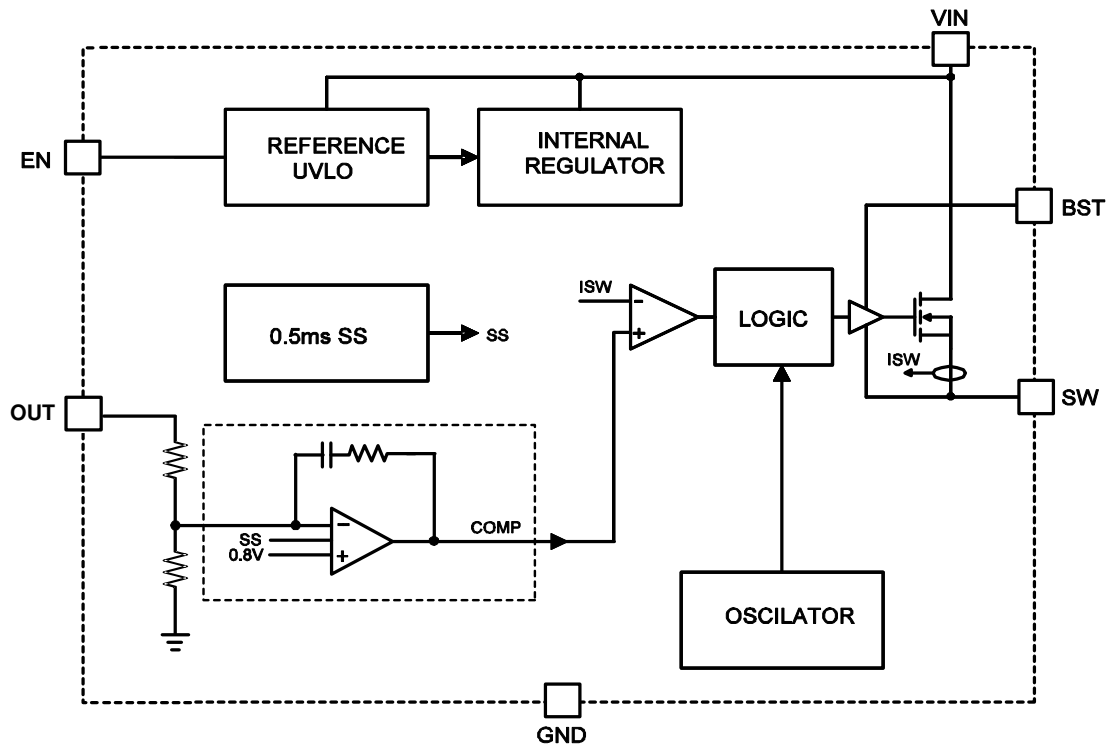 VIN
EN
REFERENCE
UVLO
INTERNAL
REGULATOR
BST
0.5ms SS
SS
ISW
−
+
LOGIC
ISW
SW
OUT
SS
0.8V
−
+
COMP
OSCILATOR
GND